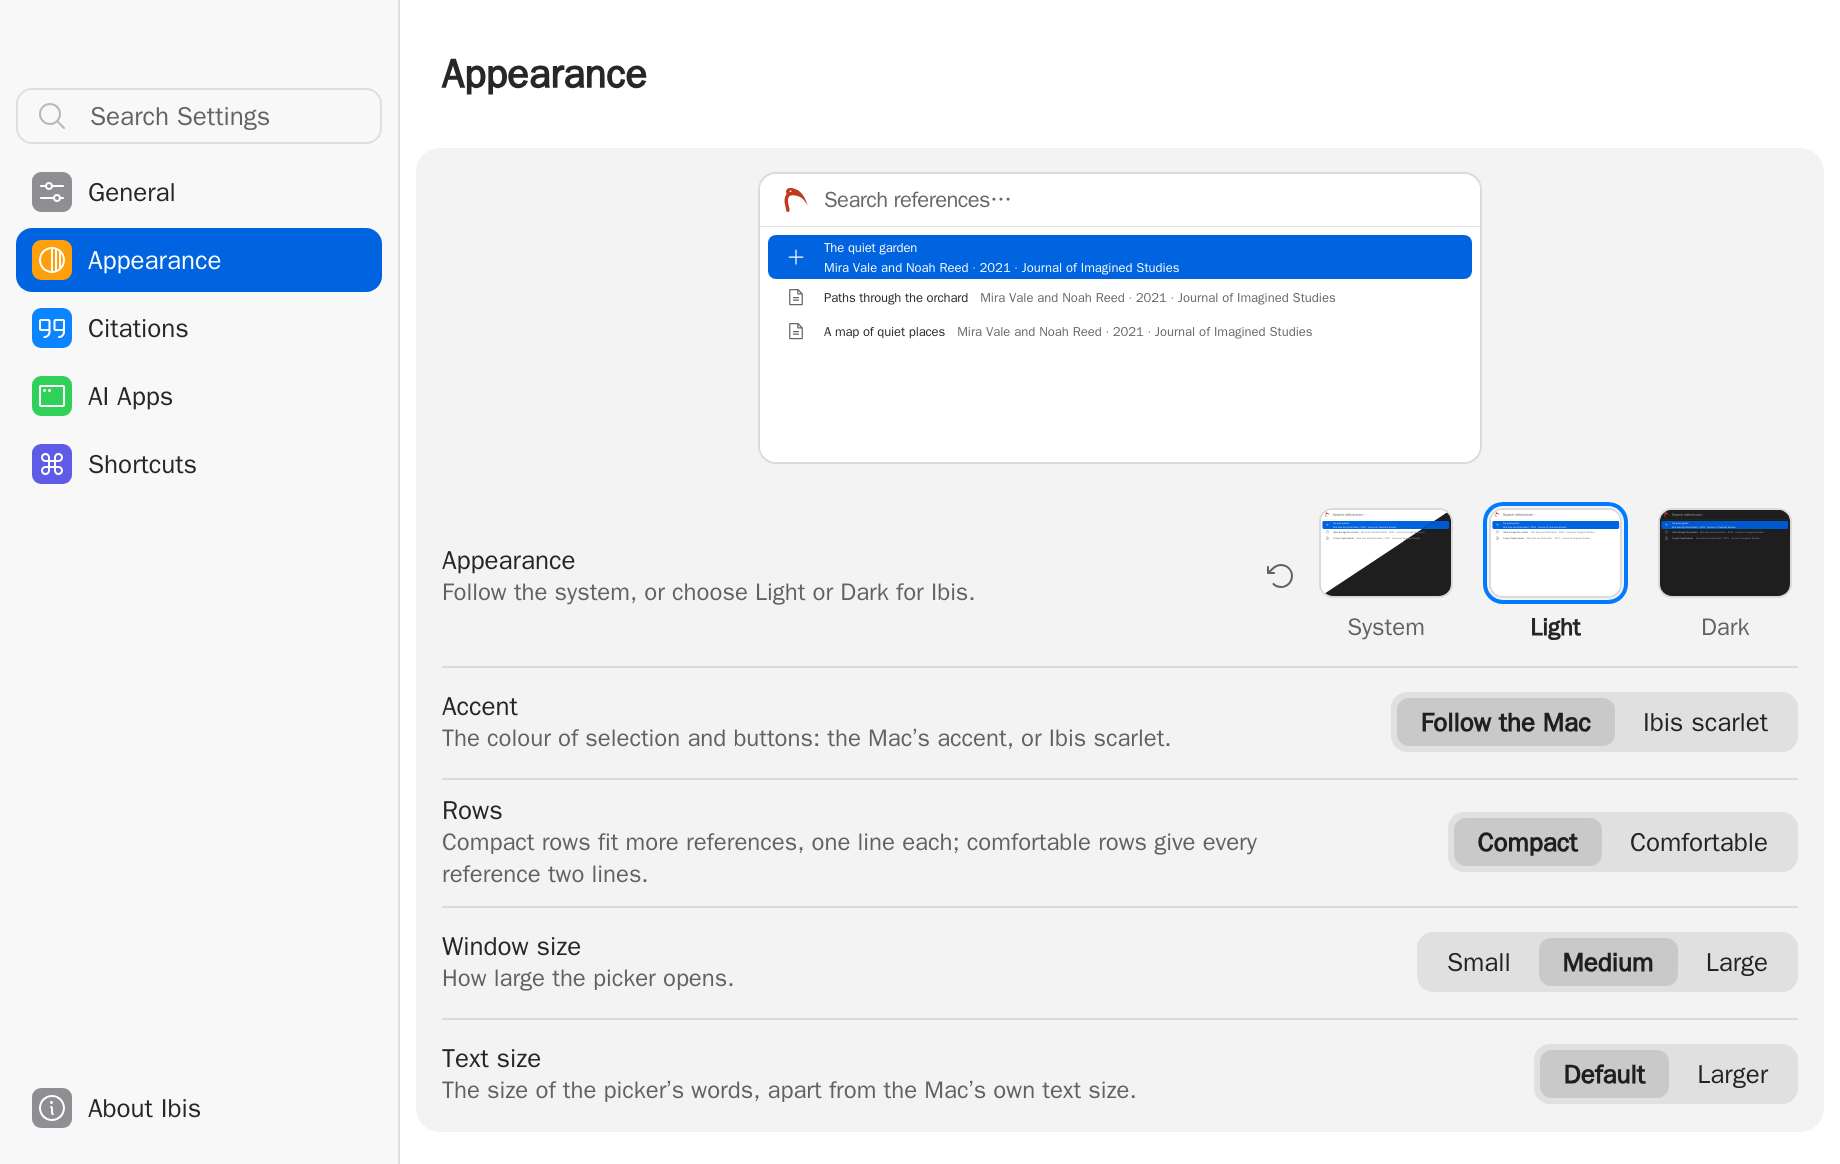 Appearance
Search Settings
General
Appearance
Citations
AI Apps
Shortcuts
About Ibis
Search references…
The quiet garden
Mira Vale and Noah Reed · 2021 · Journal of Imagined Studies
Paths through the orchard Mira Vale and Noah Reed · 2021 · Journal of Imagined Studies
A map of quiet places Mira Vale and Noah Reed · 2021 · Journal of Imagined Studies
Appearance
Follow the system, or choose Light or Dark for Ibis.
System Light Dark
Accent
The colour of selection and buttons: the Mac’s accent, or Ibis scarlet.
Follow the Mac Ibis scarlet
Rows
Compact rows fit more references, one line each; comfortable rows give every
reference two lines.
Compact Comfortable
Window size
How large the picker opens.
Small Medium Large
Text size
The size of the picker’s words, apart from the Mac’s own text size.
Default Larger